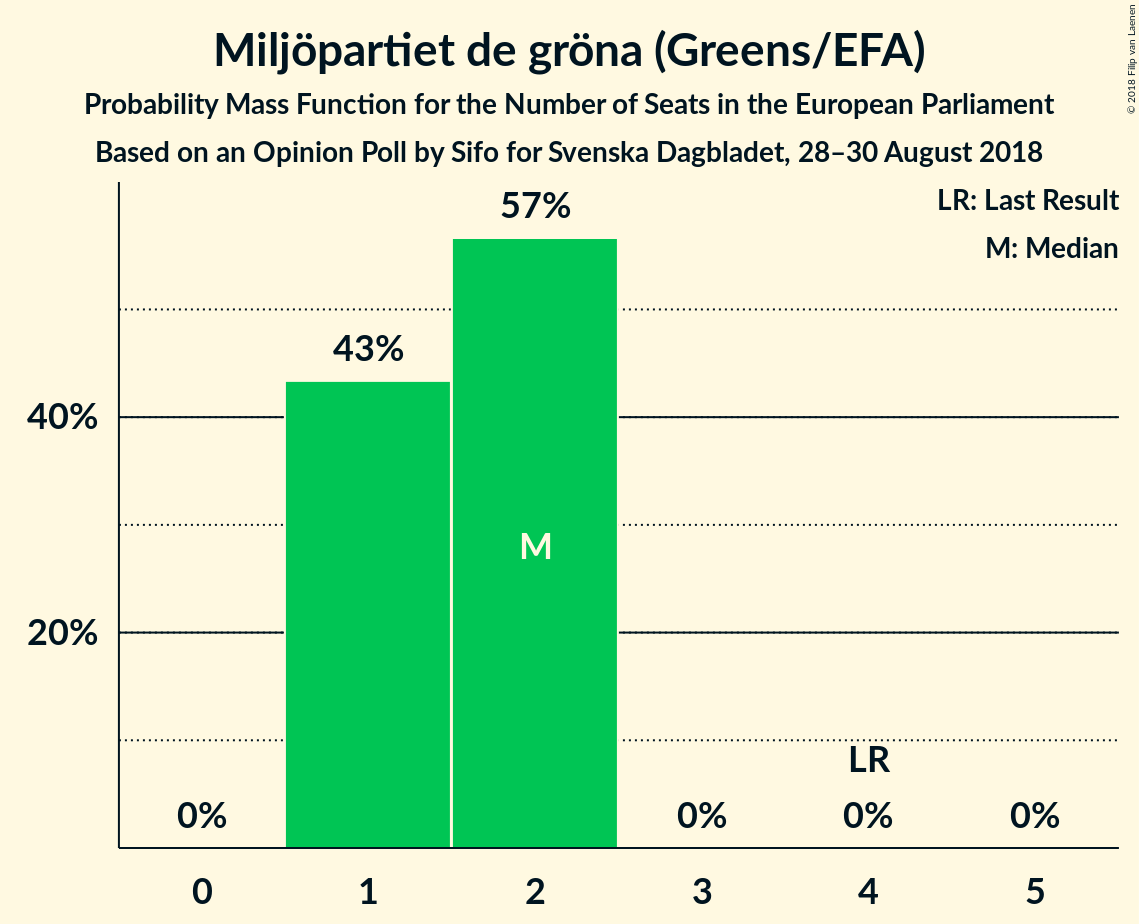 Miljöpartiet de gröna (Greens/EFA)
Probability Mass Function for the Number of Seats in the European Parliament
Based on an Opinion Poll by Sifo for Svenska Dagbladet, 28–30 August 2018
© 2018 Filip van Laenen
LR: Last Result
M: Median
57%
43%
40%
M
20%
LR
0% 0% 0% 0%
0 1 2 3 4 5